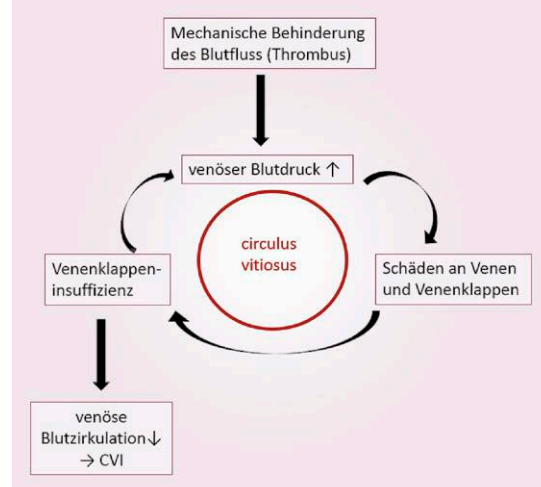 Mechanische Behinderung
des Blutfluss (Thrombus)
venöser Blutdruck ↑
circulus
vitiosus
Venenklappen-
insuffizienz
Schäden an Venen
und Venenklappen
venöse
Blutzirkulation↓
→ CVI